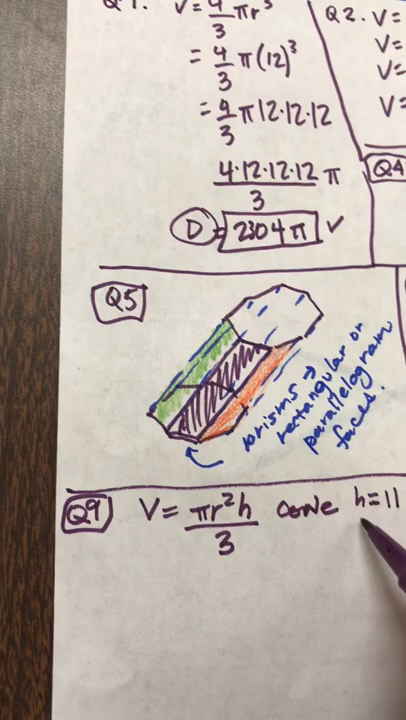 Q1. V = 4/3 πr³
= 4/3 π(12)³
= 4/3 π 12·12·12
4·12·12·12/3 π
D = 2304π ✓
Q2. V =
V =
V =
V =
Q4
Q5
prisms → rectangular or parallelogram faces.
Q9 V = πr²h/3 cone h=11